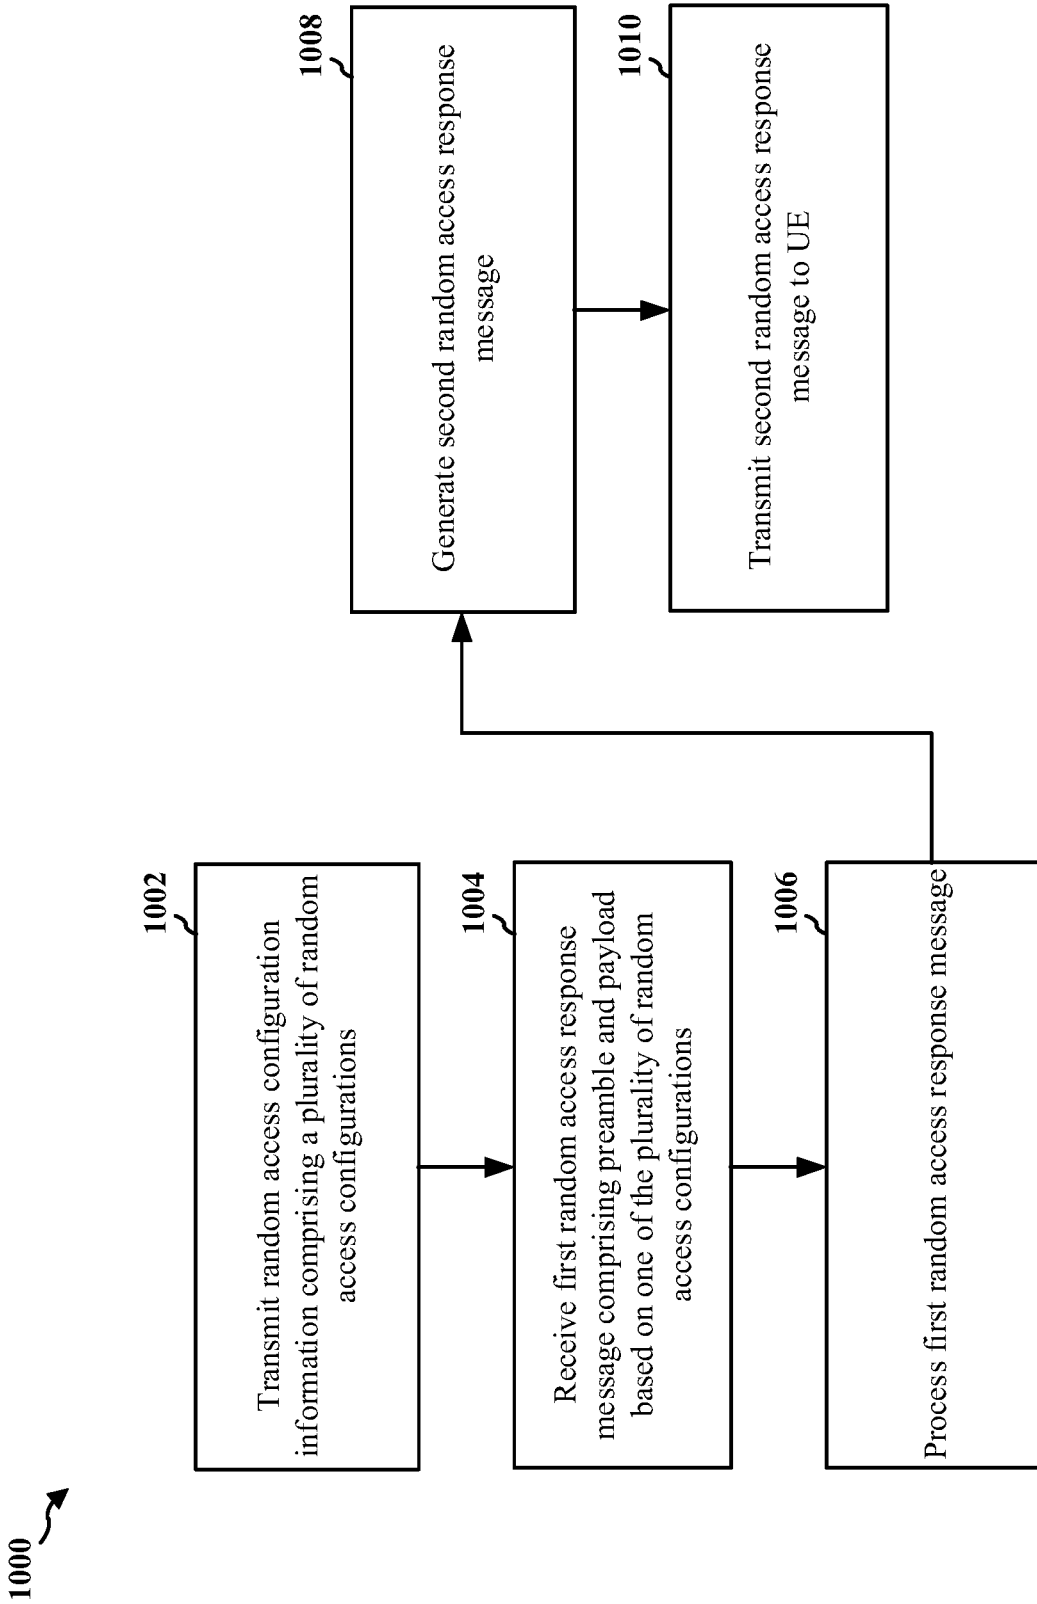 1000
1002
Transmit random access configuration
information comprising a plurality of random
access configurations
1004
Receive first random access response
message comprising preamble and payload
based on one of the plurality of random
access configurations
1006
Process first random access response message
1008
Generate second random access response
message
1010
Transmit second random access response
message to UE